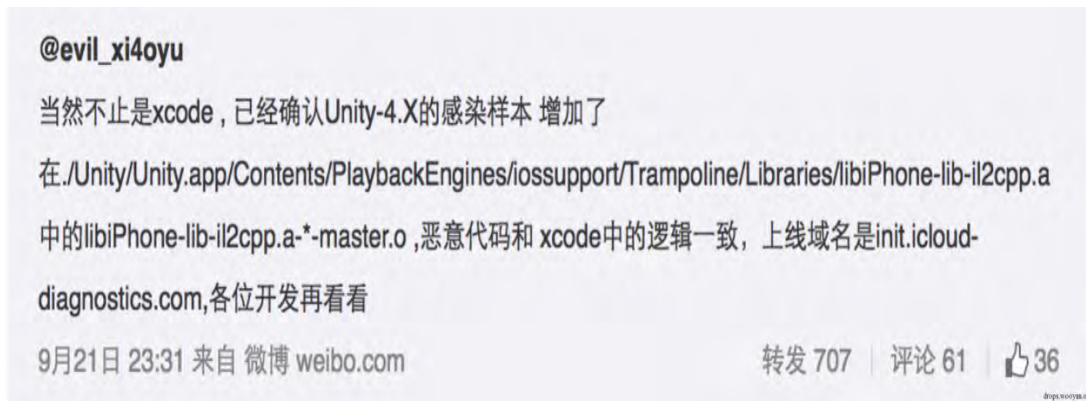 @evil_xi4oyu
当然不止是xcode , 已经确认Unity-4.X的感染样本 增加了
在./Unity/Unity.app/Contents/PlaybackEngines/iossupport/Trampoline/Libraries/libiPhone-lib-il2cpp.a
中的libiPhone-lib-il2cpp.a-*-master.o ,恶意代码和 xcode中的逻辑一致，上线域名是init.icloud-
diagnostics.com,各位开发再看看
9月21日 23:31 来自 微博 weibo.com 转发 707 评论 61 36